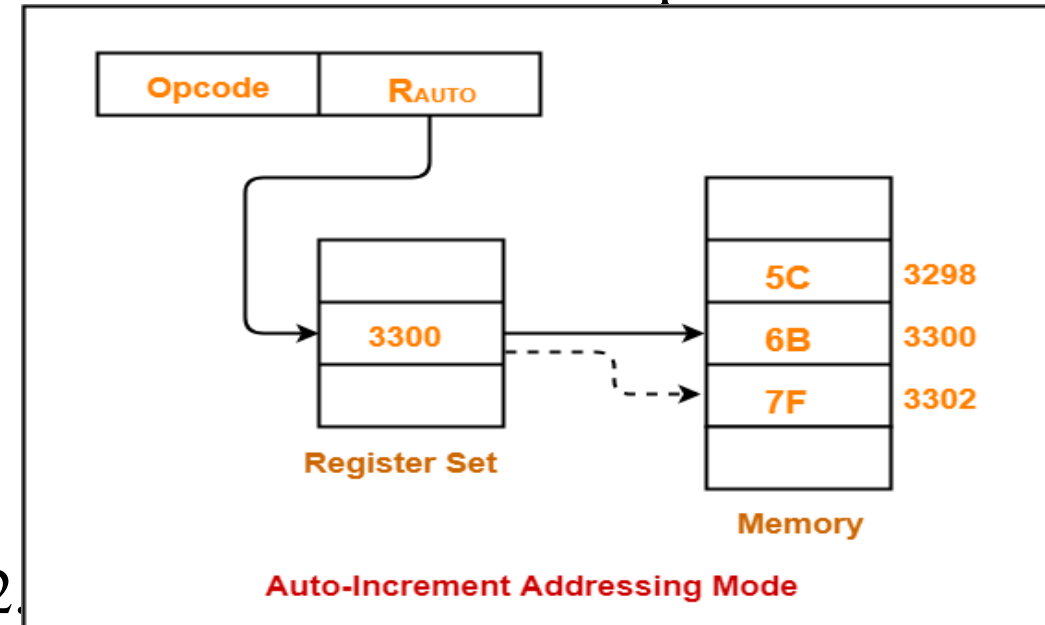 Opcode RAUTO
5C 3298
3300 6B 3300
7F 3302
Register Set
Memory
2.
Auto-Increment Addressing Mode